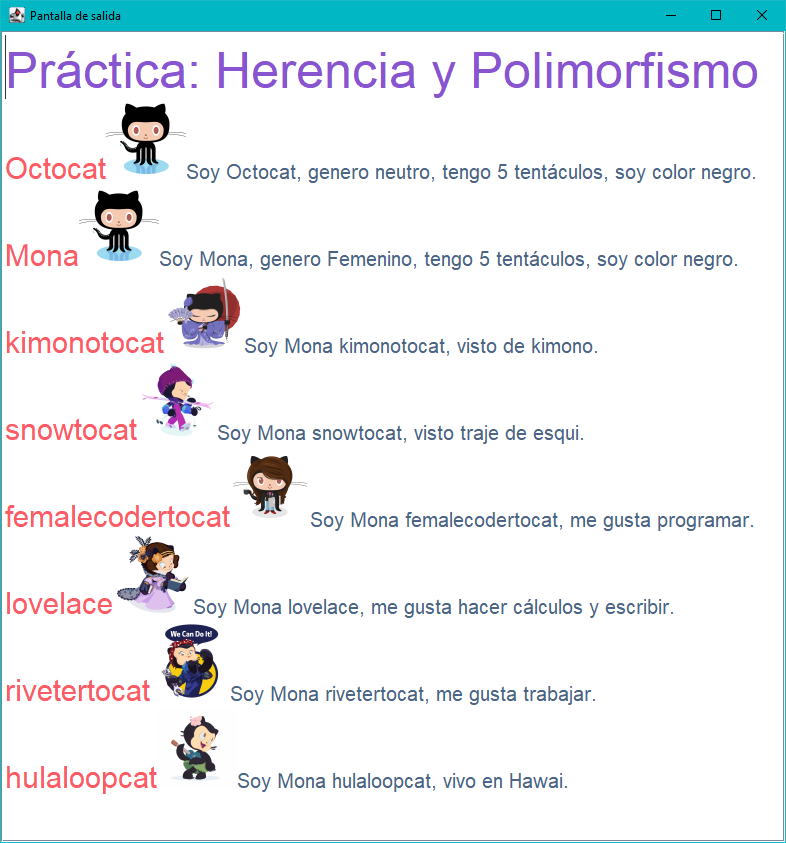 Pantalla de salida
Práctica: Herencia y Polimorfismo
Octocat Soy Octocat, genero neutro, tengo 5 tentáculos, soy color negro.
Mona Soy Mona, genero Femenino, tengo 5 tentáculos, soy color negro.
kimonotocat Soy Mona kimonotocat, visto de kimono.
snowtocat Soy Mona snowtocat, visto traje de esqui.
femalecodertocat Soy Mona femalecodertocat, me gusta programar.
lovelace Soy Mona lovelace, me gusta hacer cálculos y escribir.
We Can Do It!
rivetertocat Soy Mona rivetertocat, me gusta trabajar.
hulaloopcat Soy Mona hulaloopcat, vivo en Hawai.